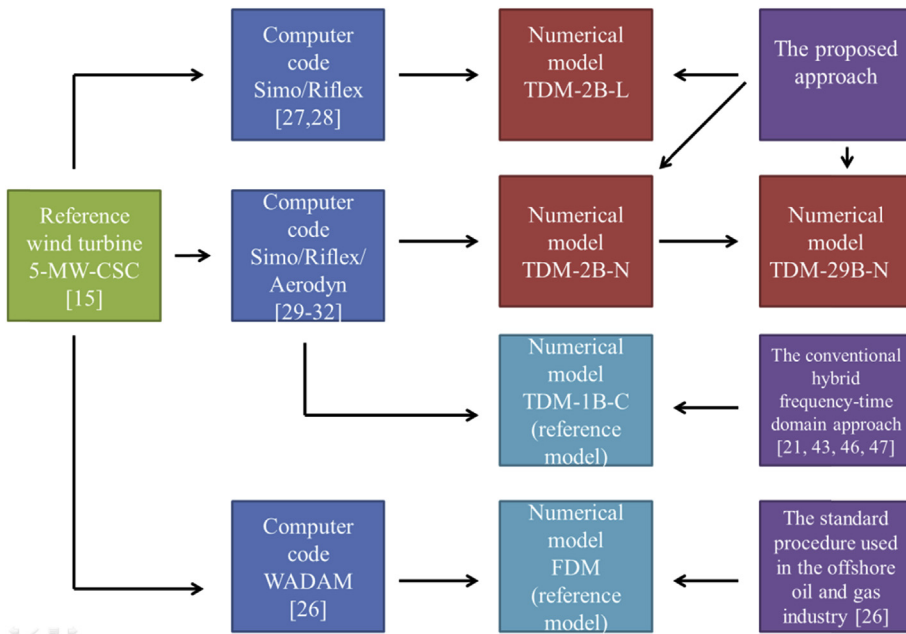 Computer
code
Simo/Riflex
[27,28]
Numerical
model
TDM-2B-L
The proposed
approach
Reference
wind turbine
5-MW-CSC
[15]
Computer
code
Simo/Riflex/
Aerodyn
[29-32]
Numerical
model
TDM-2B-N
Numerical
model
TDM-29B-N
Numerical
model
TDM-1B-C
(reference
model)
The conventional
hybrid
frequency-time
domain approach
[21, 43, 46, 47]
Computer
code
WADAM
[26]
Numerical
model
FDM
(reference
model)
The standard
procedure used
in the offshore
oil and gas
industry [26]